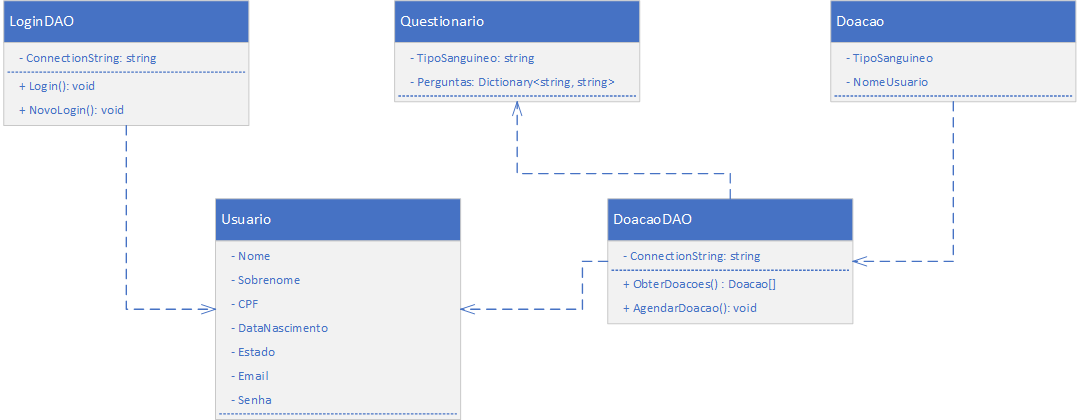 LoginDAO
- ConnectionString: string
+ Login(): void
+ NovoLogin(): void
Questionario
- TipoSanguineo: string
- Perguntas: Dictionary<string, string>
Doacao
- TipoSanguineo
- NomeUsuario
Usuario
- Nome
- Sobrenome
- CPF
- DataNascimento
- Estado
- Email
- Senha
DoacaoDAO
- ConnectionString: string
+ ObterDoacoes() : Doacao[]
+ AgendarDoacao(): void